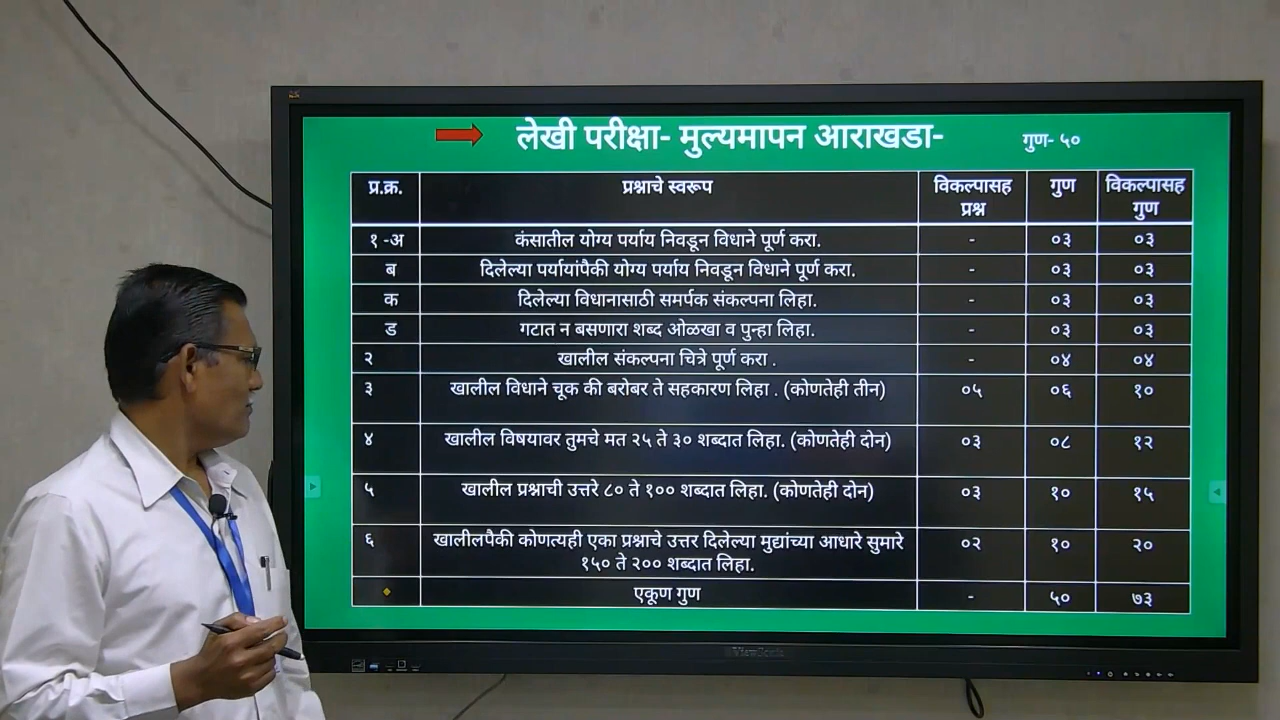 लेखी परीक्षा- मुल्यमापन आराखडा- गुण- ५०
प्र.क्र. प्रश्नाचे स्वरूप विकल्पासह प्रश्न गुण विकल्पासह गुण
१ -अ कंसातील योग्य पर्याय निवडून विधाने पूर्ण करा. - ०३ ०३
ब दिलेल्या पर्यायांपैकी योग्य पर्याय निवडून विधाने पूर्ण करा. - ०३ ०३
क दिलेल्या विधानासाठी समर्पक संकल्पना लिहा. - ०३ ०३
ड गटात न बसणारा शब्द ओळखा व पुन्हा लिहा. - ०३ ०३
२ खालील संकल्पना चित्रे पूर्ण करा . - ०४ ०४
३ खालील विधाने चूक की बरोबर ते सहकारण लिहा . (कोणतेही तीन) ०५ ०६ १०
४ खालील विषयावर तुमचे मत २५ ते ३० शब्दात लिहा. (कोणतेही दोन) ०३ ०८ १२
५ खालील प्रश्नाची उत्तरे ८० ते १०० शब्दात लिहा. (कोणतेही दोन) ०३ १० १५
६ खालीलपैकी कोणत्यही एका प्रश्नाचे उत्तर दिलेल्या मुद्यांच्या आधारे सुमारे ०२ १० २०
१५० ते २०० शब्दात लिहा.
एकूण गुण - ५० ७३
ViewSonic